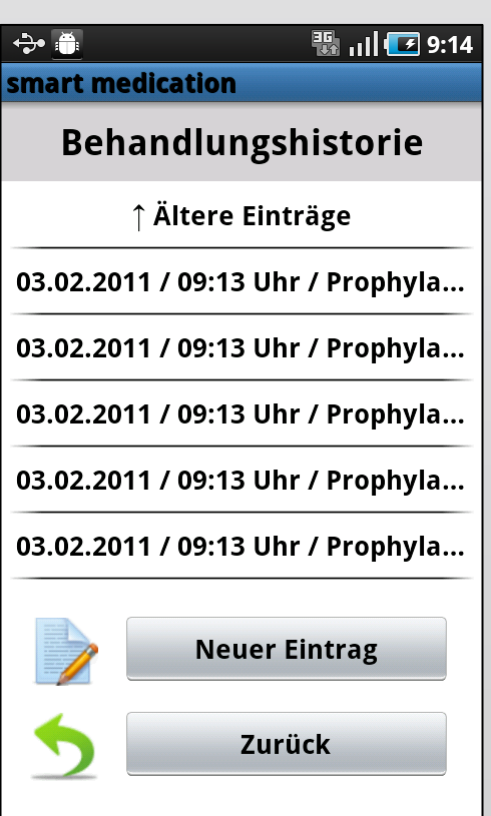 3G 9:14
smart medication
Behandlungshistorie
↑ Ältere Einträge
03.02.2011 / 09:13 Uhr / Prophyla...
03.02.2011 / 09:13 Uhr / Prophyla...
03.02.2011 / 09:13 Uhr / Prophyla...
03.02.2011 / 09:13 Uhr / Prophyla...
03.02.2011 / 09:13 Uhr / Prophyla...
Neuer Eintrag
Zurück